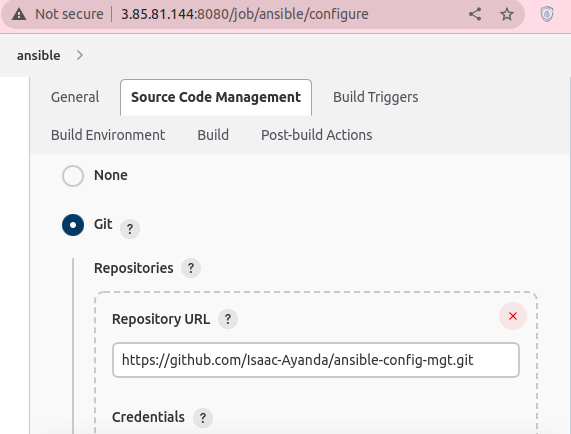 Not secure | 3.85.81.144:8080/job/ansible/configure
ansible >
General Source Code Management Build Triggers
Build Environment Build Post-build Actions
None
Git ?
Repositories ?
Repository URL ?
https://github.com/Isaac-Ayanda/ansible-config-mgt.git
Credentials ?